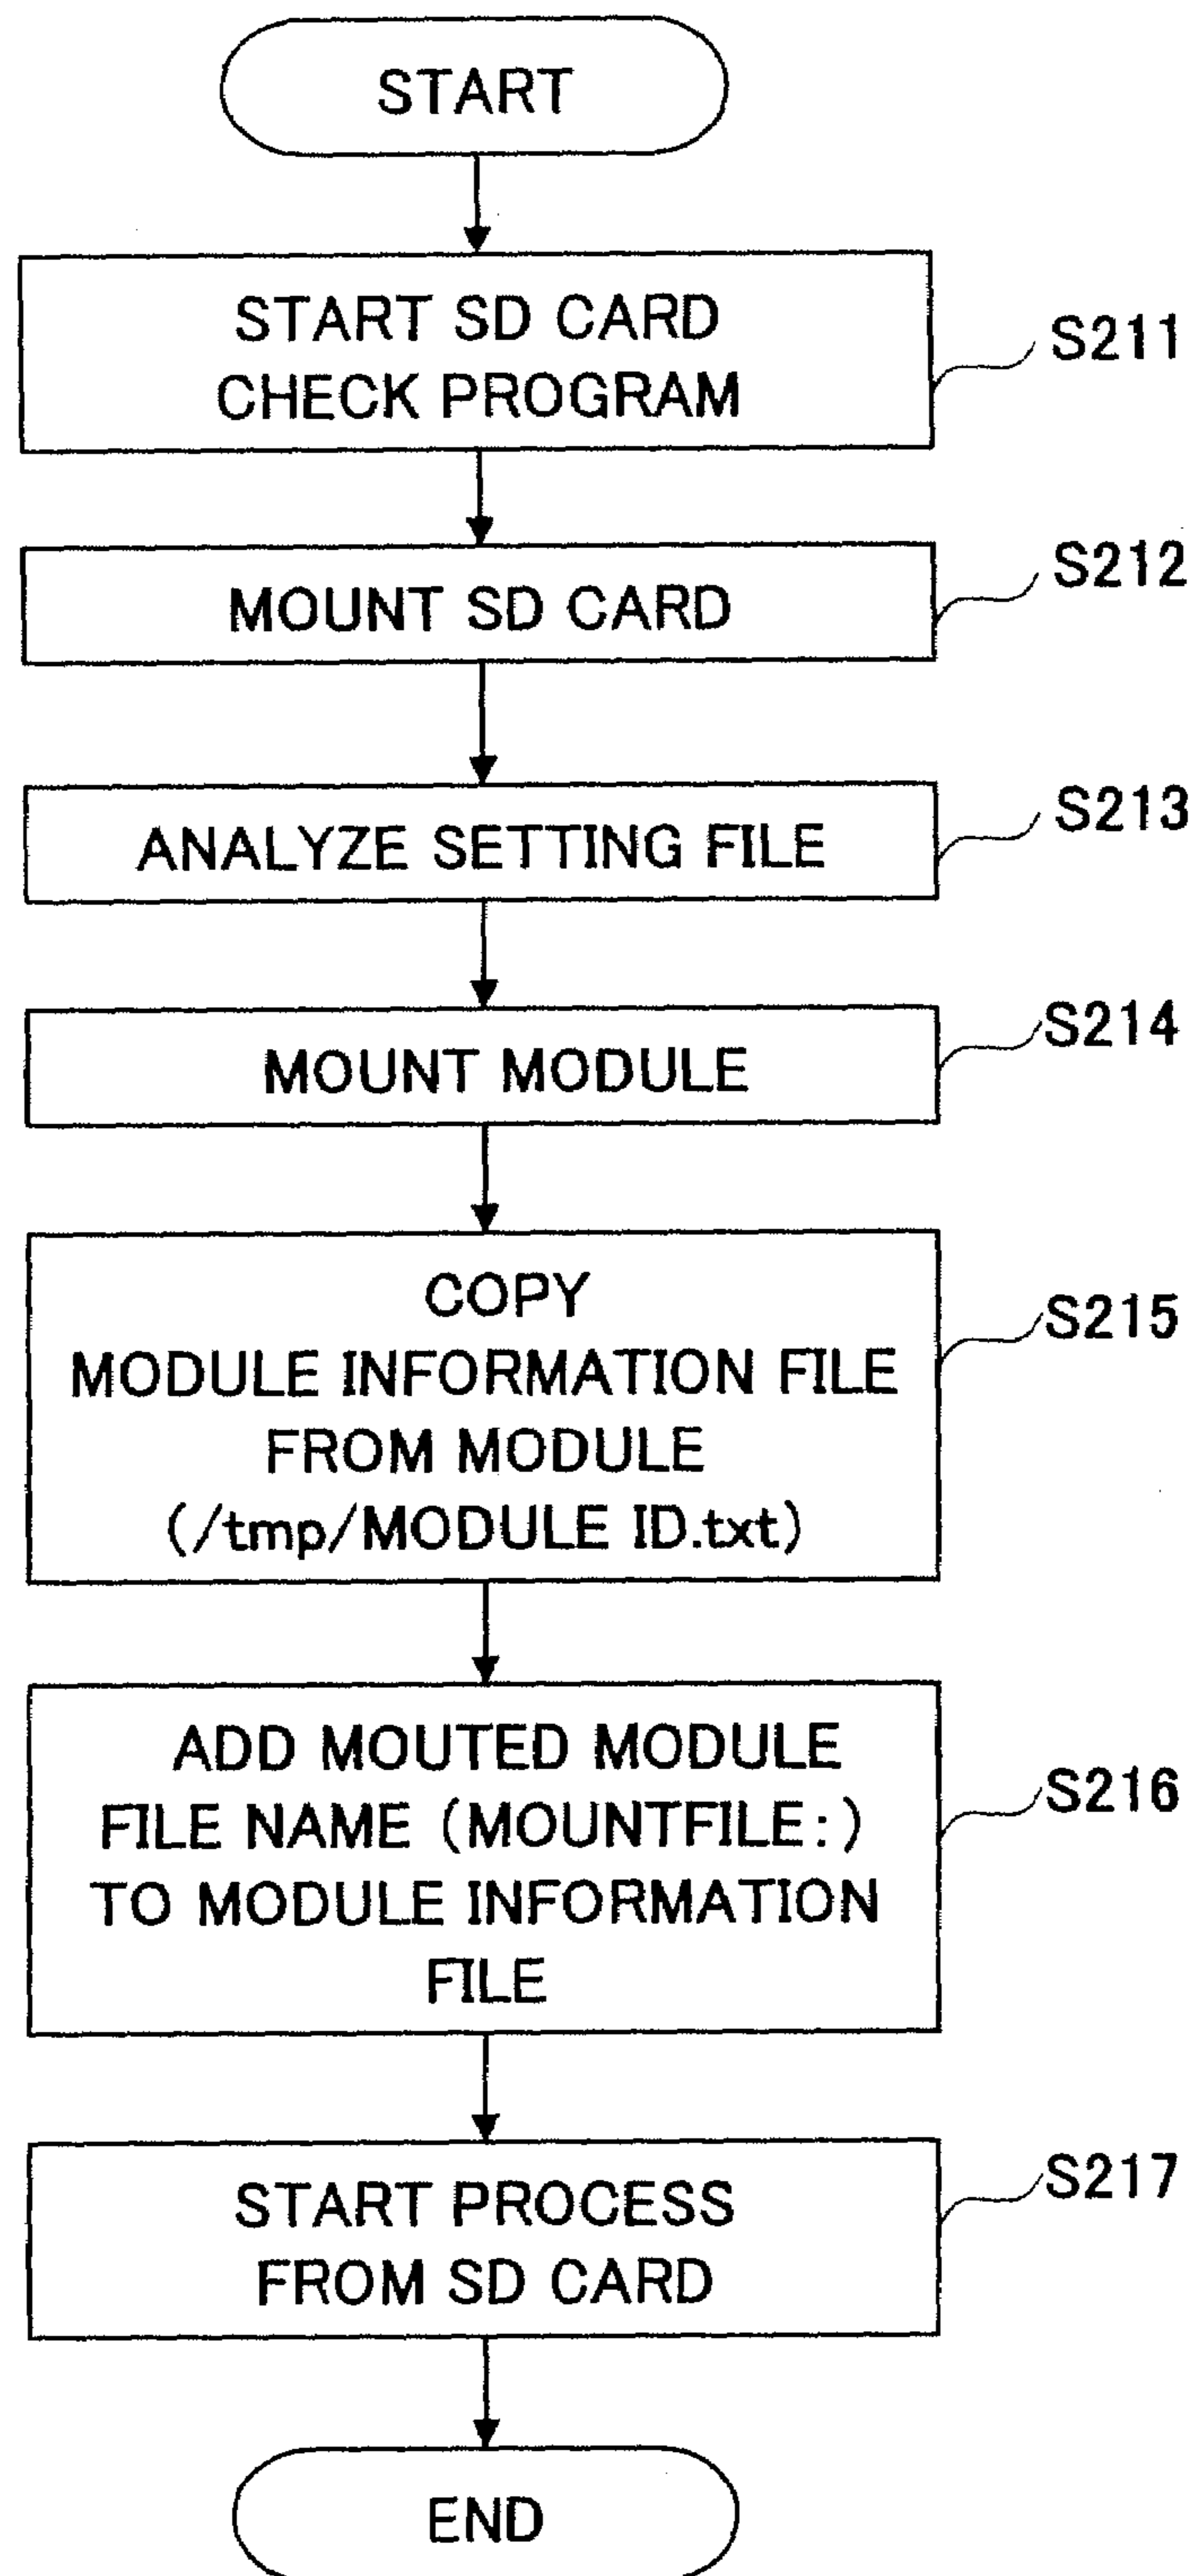 START
START SD CARD
CHECK PROGRAM
S211
MOUNT SD CARD
S212
ANALYZE SETTING FILE
S213
MOUNT MODULE
S214
COPY
MODULE INFORMATION FILE
FROM MODULE
(/tmp/MODULE ID.txt)
S215
ADD MOUTED MODULE
FILE NAME (MOUNTFILE:)
TO MODULE INFORMATION
FILE
S216
START PROCESS
FROM SD CARD
S217
END